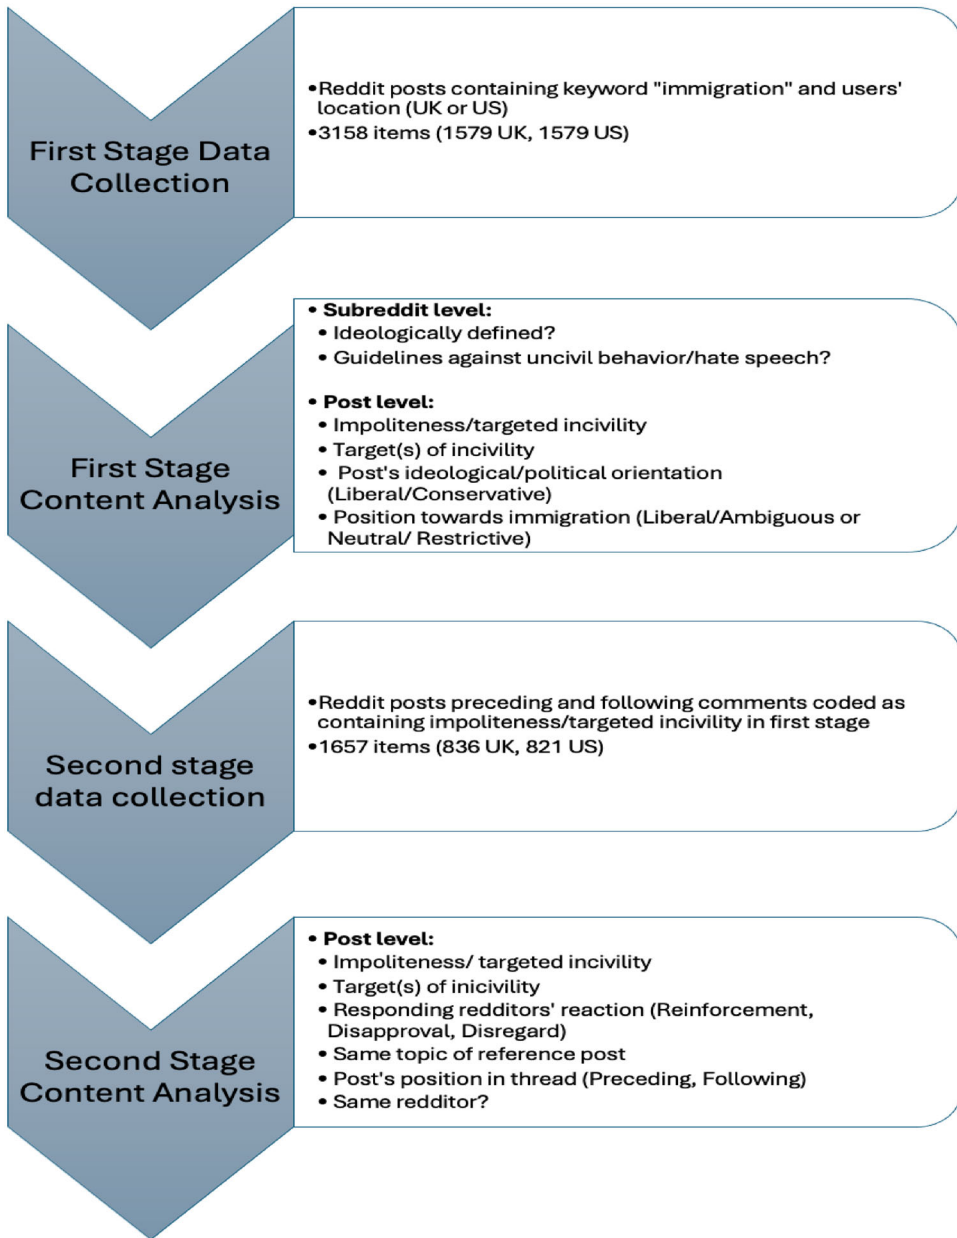 First Stage Data
Collection
•Reddit posts containing keyword "immigration" and users'
location (UK or US)
•3158 items (1579 UK, 1579 US)
First Stage
Content Analysis
• Subreddit level:
• Ideologically defined?
• Guidelines against uncivil behavior/hate speech?
• Post level:
• Impoliteness/targeted incivility
• Target(s) of incivility
• Post's ideological/political orientation
(Liberal/Conservative)
• Position towards immigration (Liberal/Ambiguous or
Neutral/ Restrictive)
Second stage
data collection
•Reddit posts preceding and following comments coded as
containing impoliteness/targeted incivility in first stage
•1657 items (836 UK, 821 US)
Second Stage
Content Analysis
• Post level:
• Impoliteness/ targeted incivility
• Target(s) of inicivility
• Responding redditors' reaction (Reinforcement,
Disapproval, Disregard)
• Same topic of reference post
• Post's position in thread (Preceding, Following)
• Same redditor?